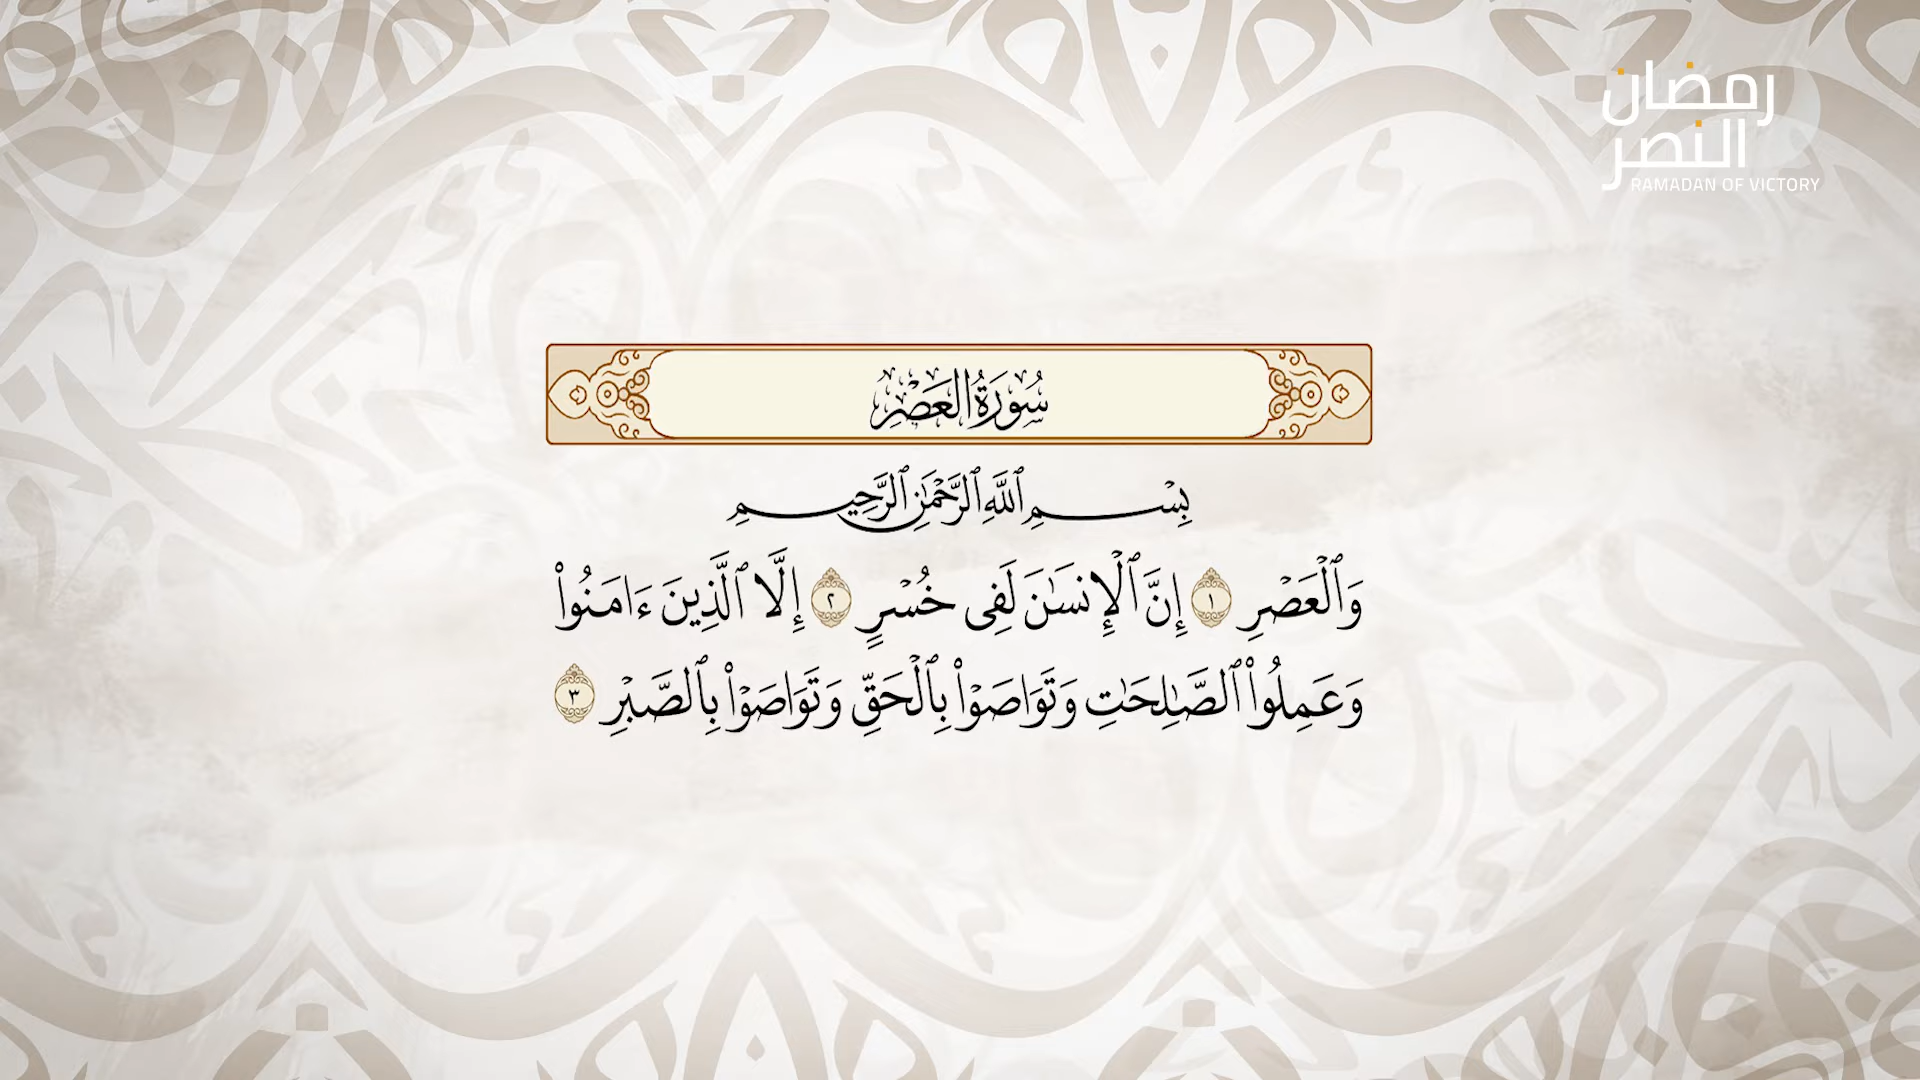 رمضان
النصر
RAMADAN OF VICTORY
سُورَةُ العَصْرِ
بِسْمِ ٱللَّهِ ٱلرَّحْمَٰنِ ٱلرَّحِيمِ
وَٱلْعَصْرِ ١ إِنَّ ٱلْإِنسَٰنَ لَفِى خُسْرٍ ٢ إِلَّا ٱلَّذِينَ ءَامَنُوا۟
وَعَمِلُوا۟ ٱلصَّٰلِحَٰتِ وَتَوَاصَوْا۟ بِٱلْحَقِّ وَتَوَاصَوْا۟ بِٱلصَّبْرِ ٣